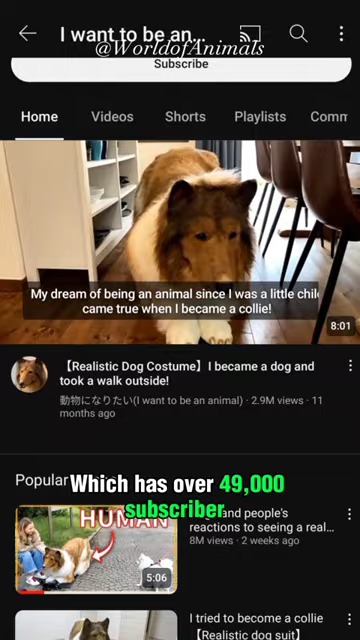 I want to be an...
@WorldofAnimals
Subscribe
Home Videos Shorts Playlists Comm
My dream of being an animal since I was a little chil
came true when I became a collie!
8:01
【Realistic Dog Costume】I became a dog and
took a walk outside!
動物になりたい(I want to be an animal) · 2.9M views · 11
months ago
Popular
Which has over 49,000
subscriber
HUMAN
5:06
and people's
reactions to seeing a real...
8M views · 2 weeks ago
I tried to become a collie
【Realistic dog suit】